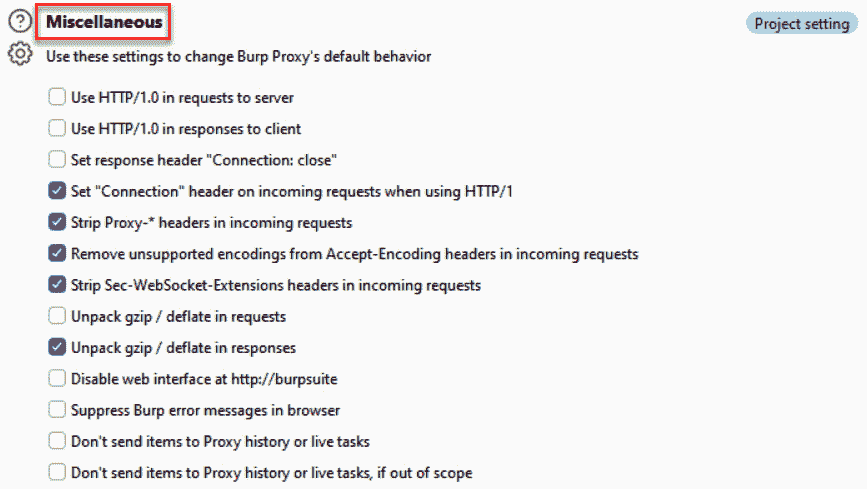 Miscellaneous
Project setting
Use these settings to change Burp Proxy's default behavior
Use HTTP/1.0 in requests to server
Use HTTP/1.0 in responses to client
Set response header "Connection: close"
Set "Connection" header on incoming requests when using HTTP/1
Strip Proxy-* headers in incoming requests
Remove unsupported encodings from Accept-Encoding headers in incoming requests
Strip Sec-WebSocket-Extensions headers in incoming requests
Unpack gzip / deflate in requests
Unpack gzip / deflate in responses
Disable web interface at http://burpsuite
Suppress Burp error messages in browser
Don't send items to Proxy history or live tasks
Don't send items to Proxy history or live tasks, if out of scope